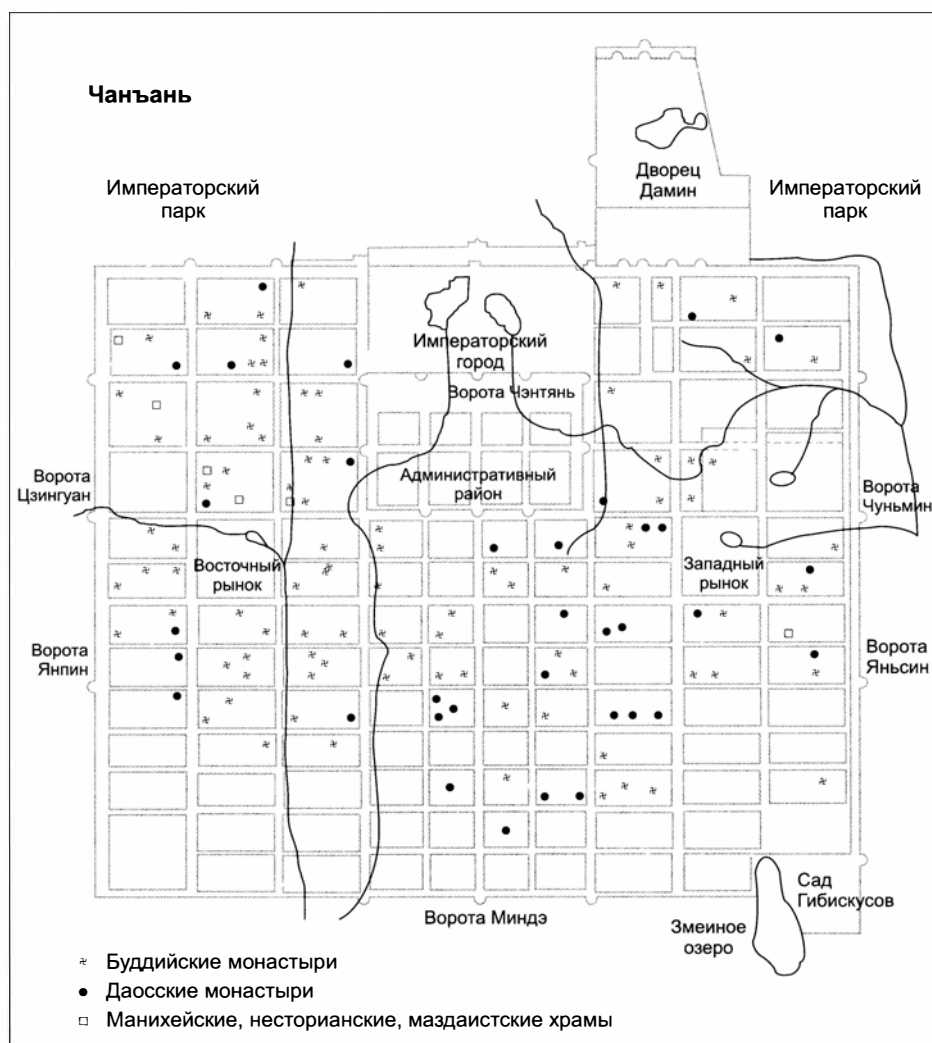 Чанъань
Императорский
парк
Дворец
Дамин
Императорский
парк
Императорский
город
Ворота Чэнтянь
Административный
район
Ворота
Цзингуан
Ворота
Чуньмин
Восточный
рынок
Западный
рынок
Ворота
Янпин
Ворота
Яньсин
Ворота Миндэ
Сад
Гибискусов
Змеиное
озеро
Буддийские монастыри
Даосские монастыри
Манихейские, несторианские, маздаистские храмы